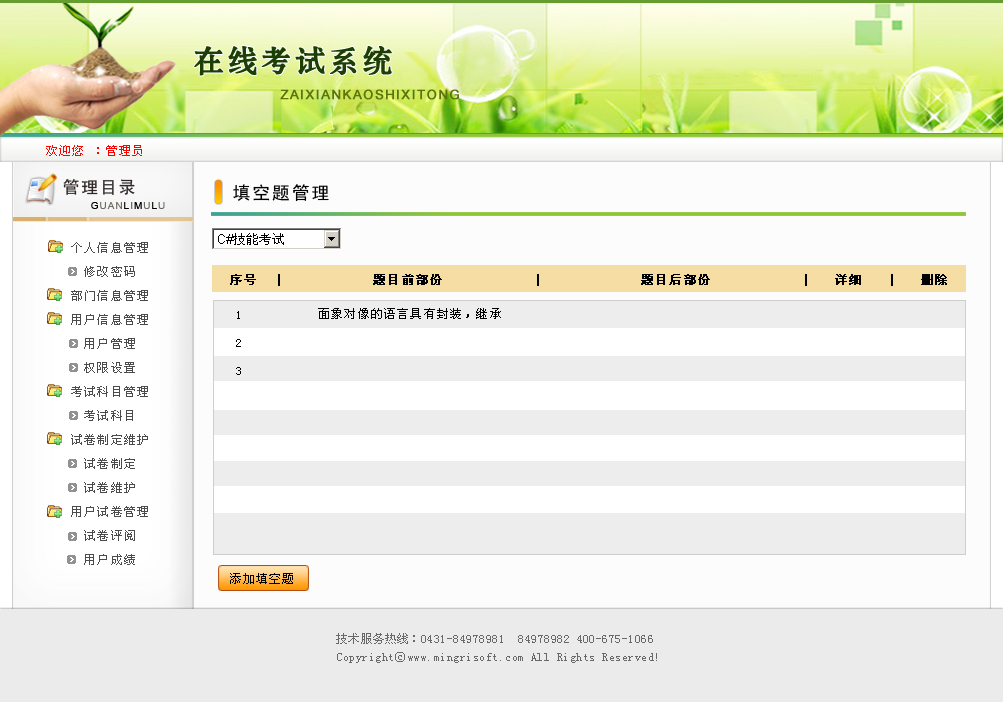 在线考试系统
ZAIXIANKAOSHIXITONG
欢迎您 ：管理员
管理目录
GUANLIMULU
个人信息管理
修改密码
部门信息管理
用户信息管理
用户管理
权限设置
考试科目管理
考试科目
试卷制定维护
试卷制定
试卷维护
用户试卷管理
试卷评阅
用户成绩
填空题管理
C#技能考试
序号 | 题目前部份 | 题目后部份 | 详细 | 删除
1 面象对像的语言具有封装，继承
2
3
添加填空题
技术服务热线：0431-84978981 84978982 400-675-1066
Copyright©www.mingrisoft.com All Rights Reserved!